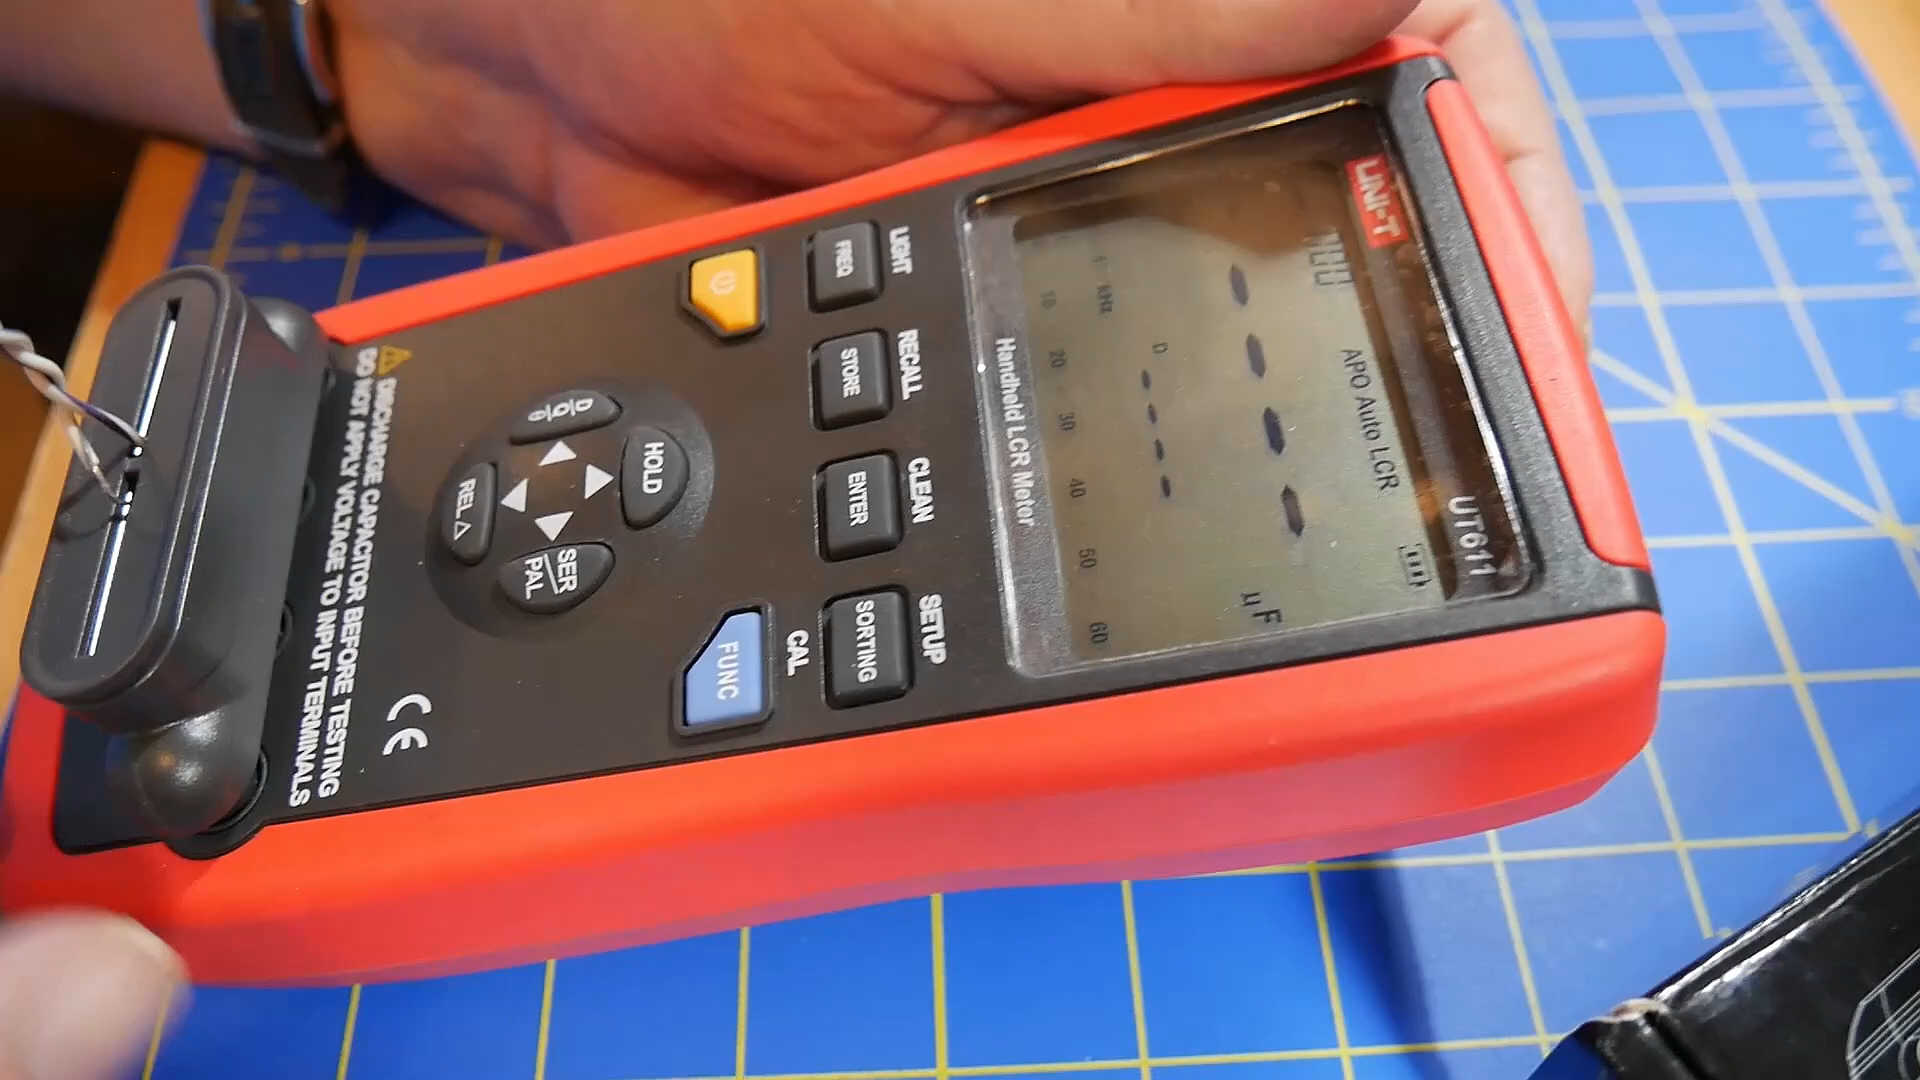 UNI-T
UT611
APO Auto LCR
µF
D
- - - -
- - - -
kHz
10 20 30 40 50 60
Handheld LCR Meter
LIGHT
FREQ
RECALL
STORE
CLEAN
ENTER
SETUP
SORTING
CAL
FUNC
D/Q/θ
HOLD
REL △
SER
PAL
DISCHARGE CAPACITOR BEFORE TESTING
DO NOT APPLY VOLTAGE TO INPUT TERMINALS
CE